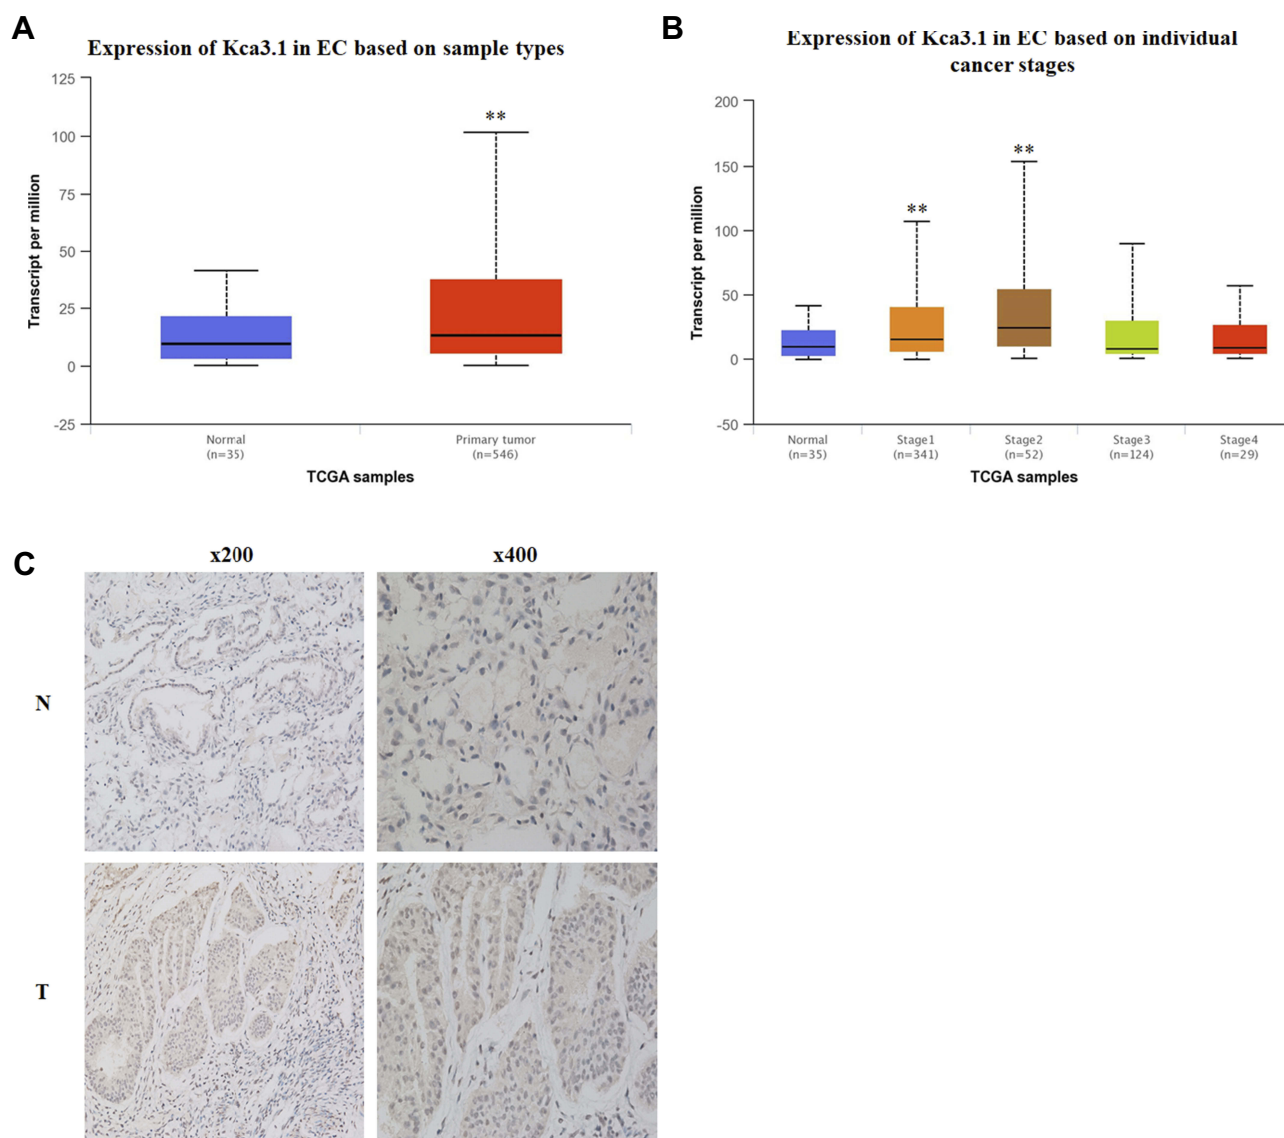 A
Expression of Kca3.1 in EC based on sample types
125
100
75
50
25
0
-25
Transcript per million
**
Normal
(n=35)
Primary tumor
(n=546)
TCGA samples
B
Expression of Kca3.1 in EC based on individual
cancer stages
200
150
100
50
0
-50
Transcript per million
**
**
Normal
(n=35)
Stage1
(n=341)
Stage2
(n=52)
Stage3
(n=124)
Stage4
(n=29)
TCGA samples
C
x200
x400
N
T